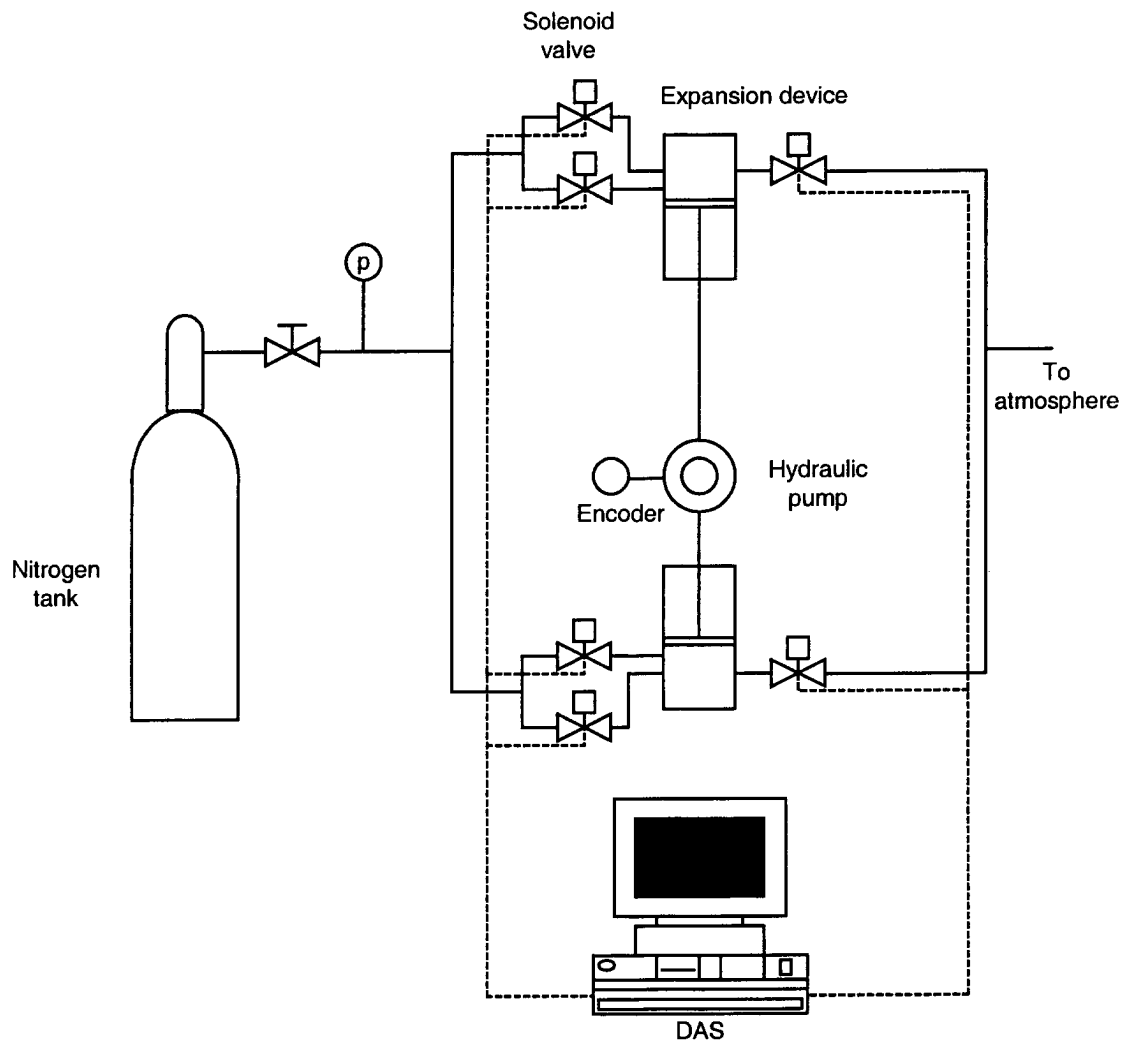 Solenoid
valve
Expansion device
p
To
atmosphere
Hydraulic
pump
Encoder
Nitrogen
tank
DAS